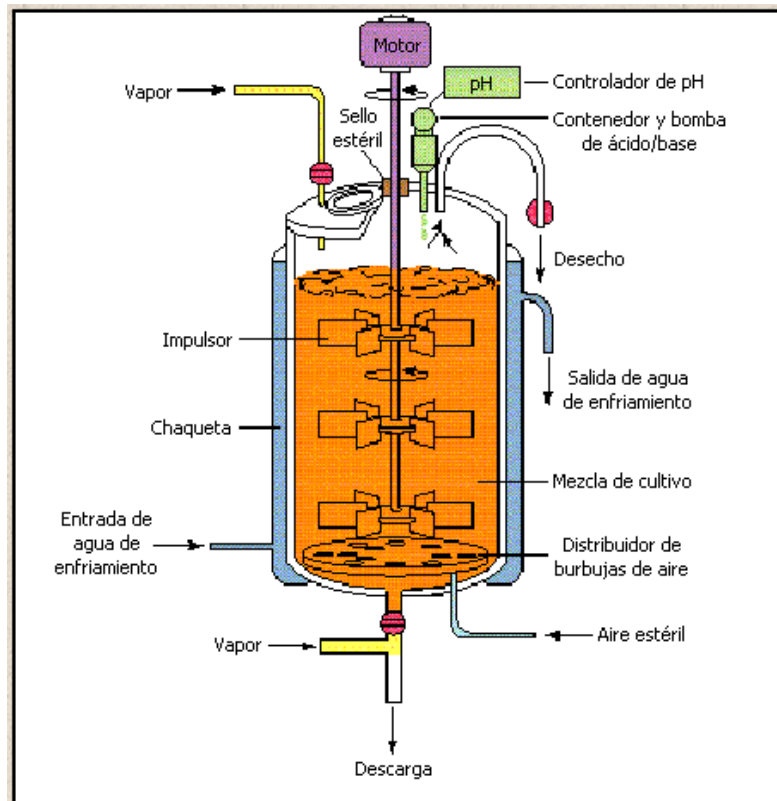 Motor
pH
Controlador de pH
Vapor
Contenedor y bomba
de ácido/base
Sello
estéril
Desecho
Impulsor
Salida de agua
de enfriamiento
Chaqueta
Mezcla de cultivo
Entrada de
agua de
enfriamiento
Distribuidor de
burbujas de aire
Aire estéril
Vapor
Descarga